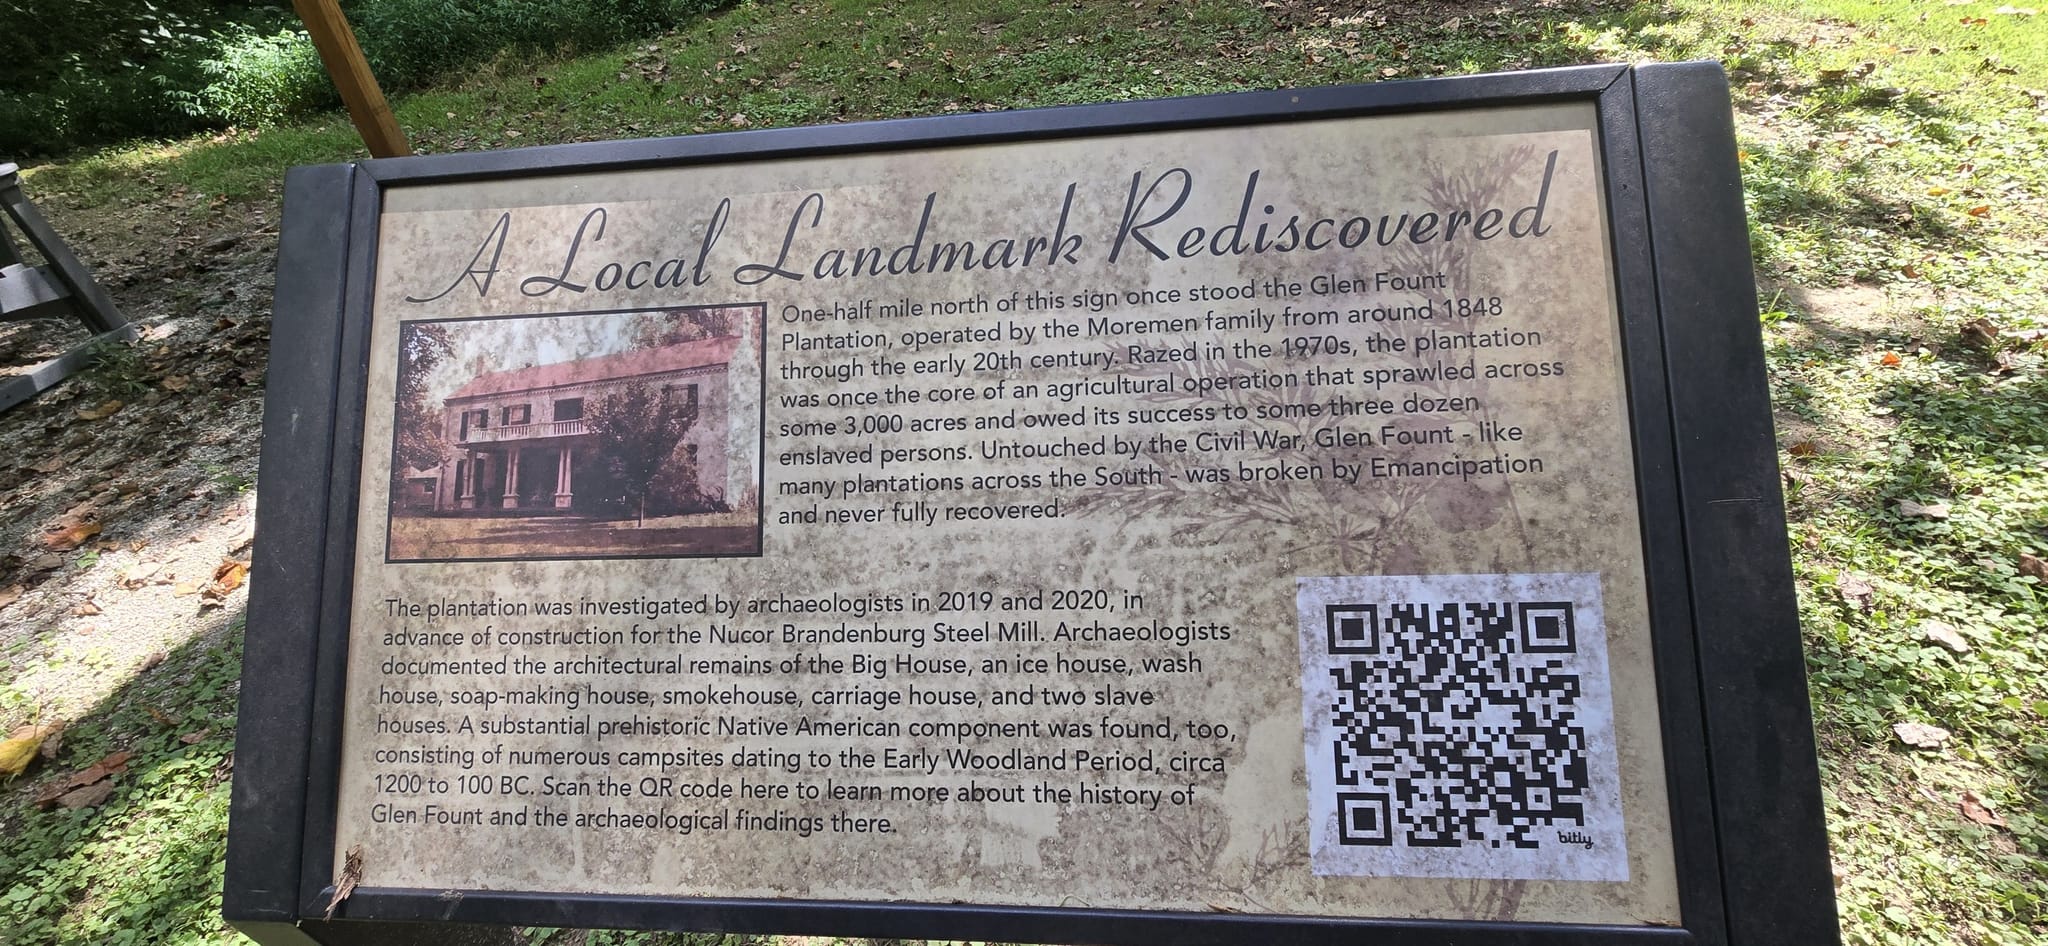 A Local Landmark Rediscovered
One-half mile north of this sign once stood the Glen Fount
Plantation, operated by the Moremen family from around 1848
through the early 20th century. Razed in the 1970s, the plantation
was once the core of an agricultural operation that sprawled across
some 3,000 acres and owed its success to some three dozen
enslaved persons. Untouched by the Civil War, Glen Fount - like
many plantations across the South - was broken by Emancipation
and never fully recovered.
The plantation was investigated by archaeologists in 2019 and 2020, in
advance of construction for the Nucor Brandenburg Steel Mill. Archaeologists
documented the architectural remains of the Big House, an ice house, wash
house, soap-making house, smokehouse, carriage house, and two slave
houses. A substantial prehistoric Native American component was found, too,
consisting of numerous campsites dating to the Early Woodland Period, circa
1200 to 100 BC. Scan the QR code here to learn more about the history of
Glen Fount and the archaeological findings there.
bitly